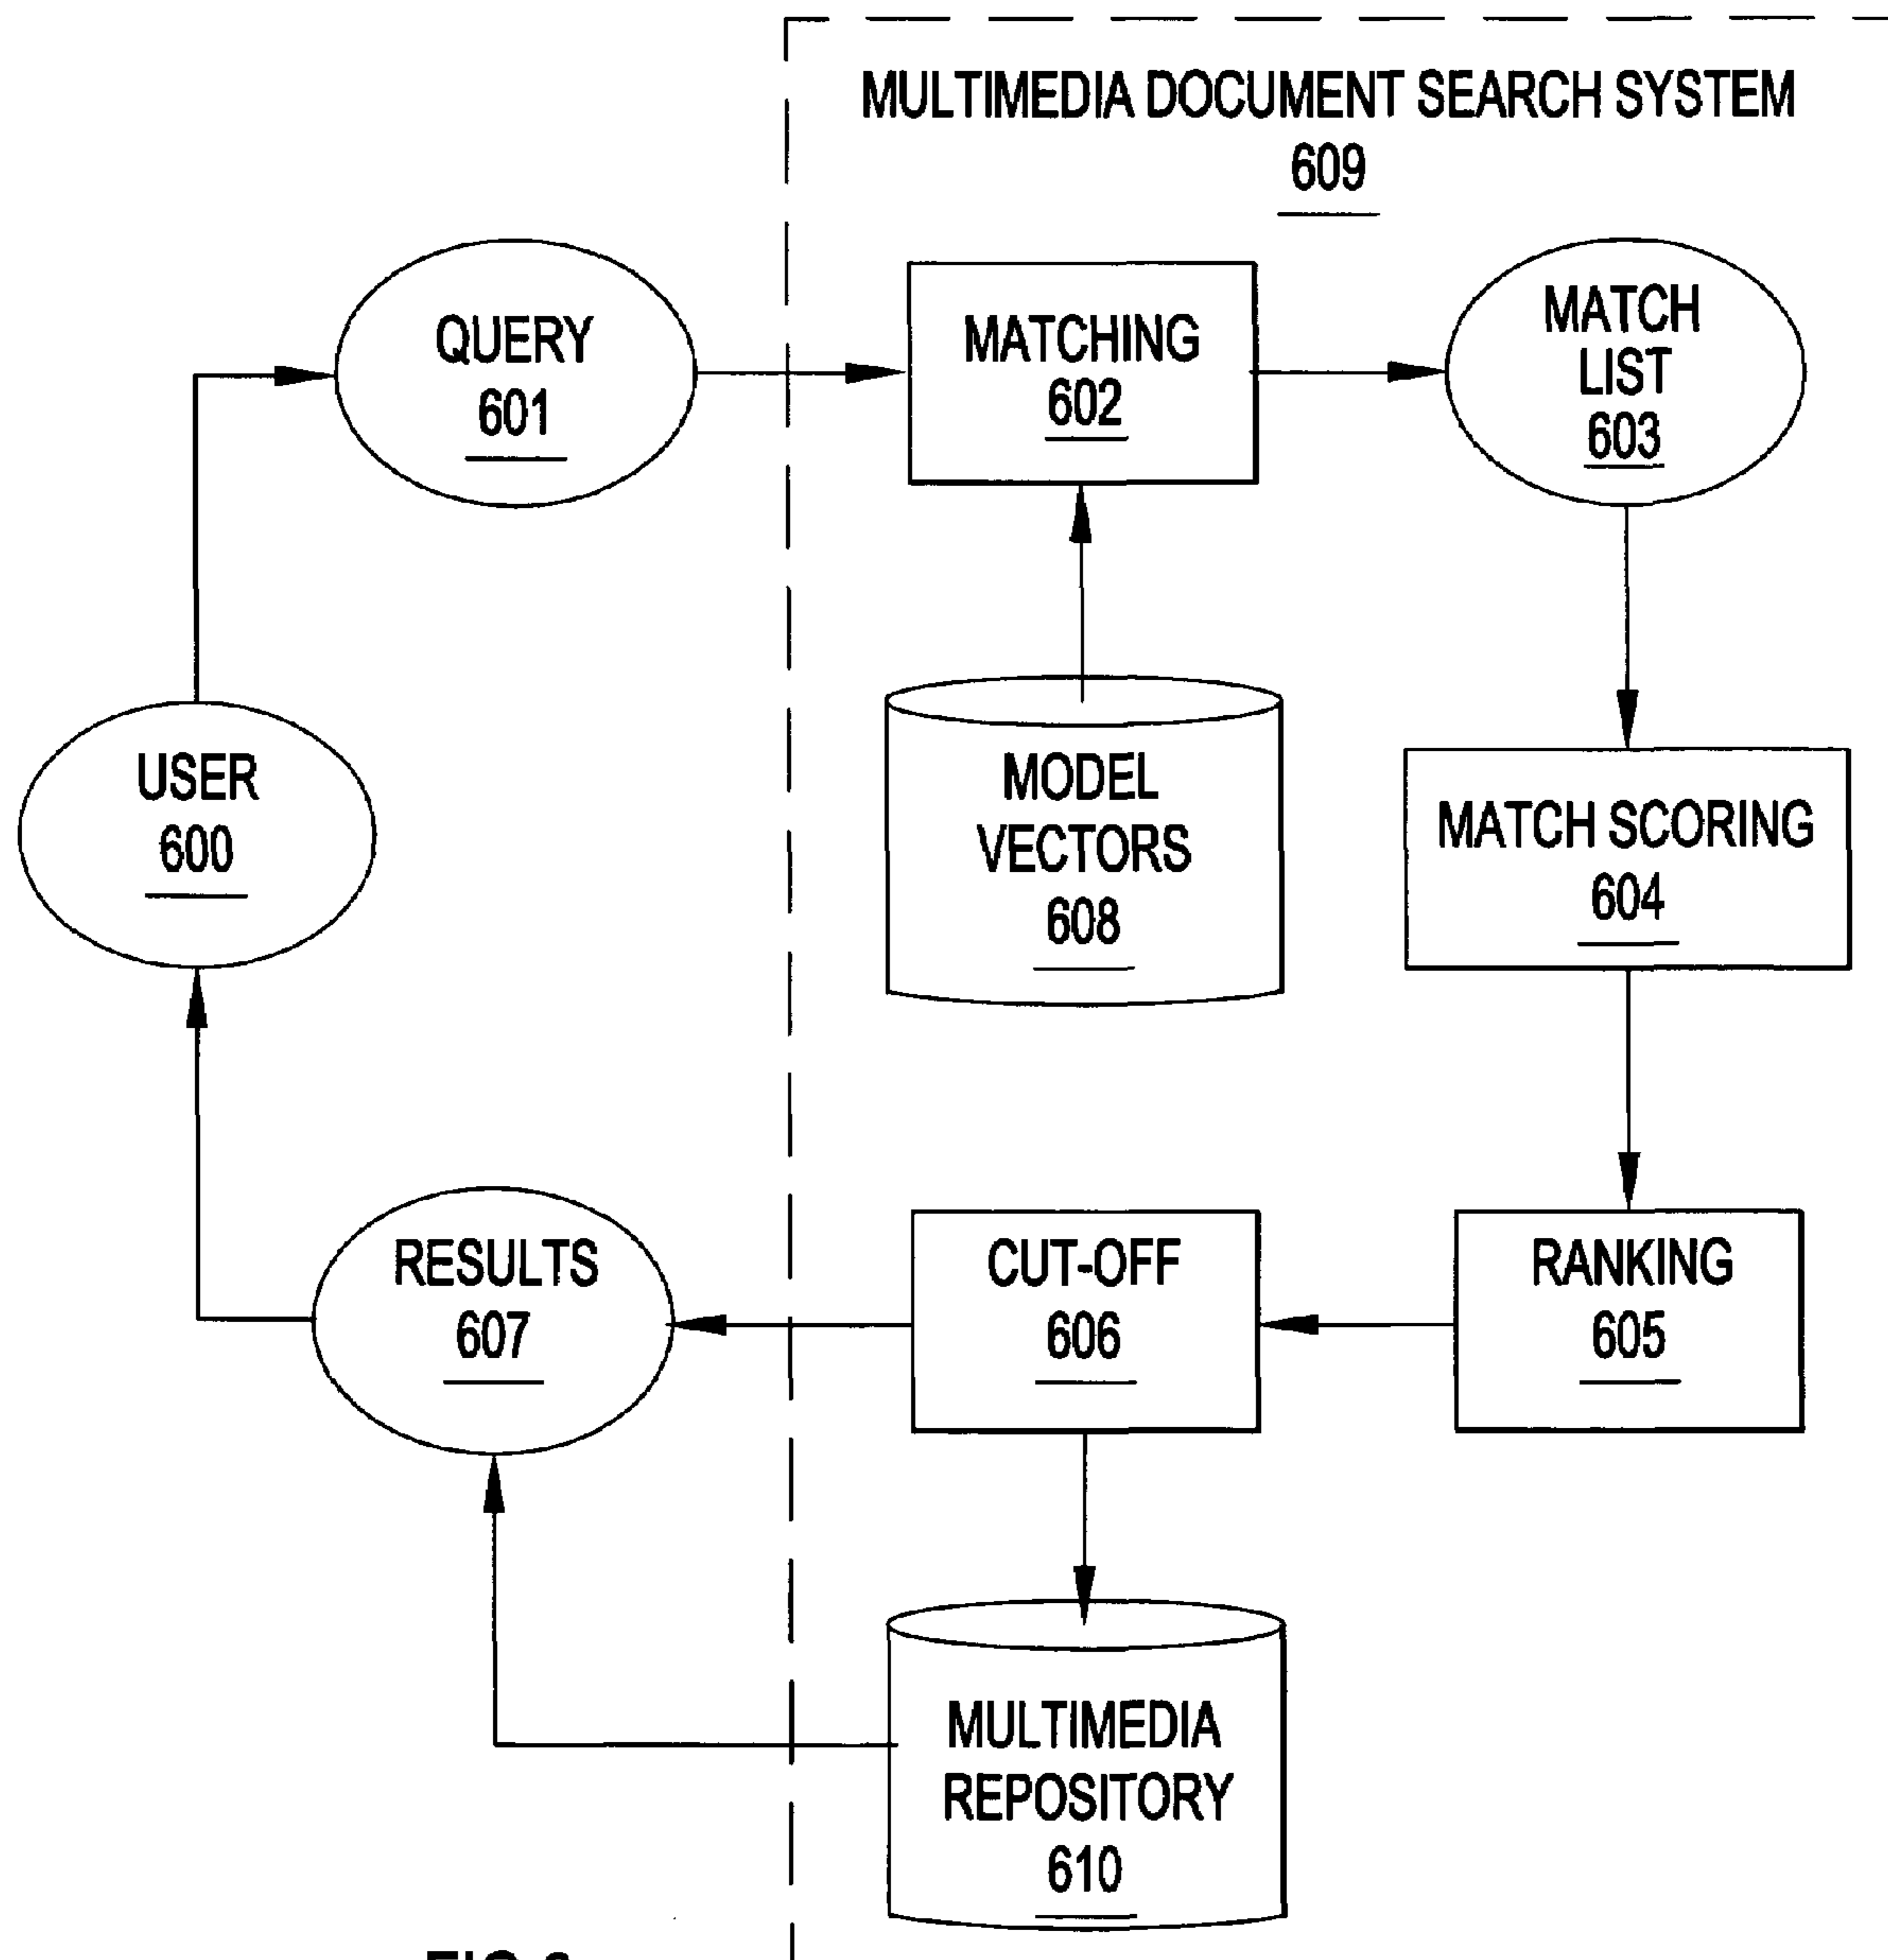 MULTIMEDIA DOCUMENT SEARCH SYSTEM
609
QUERY
601
MATCHING
602
MATCH
LIST
603
USER
600
MODEL
VECTORS
608
MATCH SCORING
604
RESULTS
607
CUT-OFF
606
RANKING
605
MULTIMEDIA
REPOSITORY
610